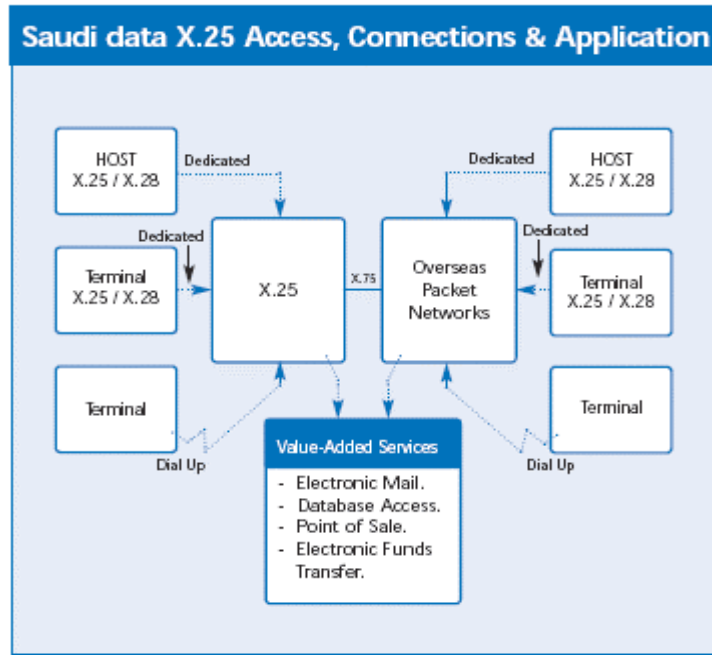 Saudi data X.25 Access, Connections & Application
HOST
X.25 / X.28
Dedicated
Dedicated
HOST
X.25 / X.28
Dedicated
Dedicated
Terminal
X.25 / X.28
X.25
X.75
Overseas
Packet
Networks
Terminal
X.25 / X.28
Terminal
Dial Up
Terminal
Dial Up
Value-Added Services
- Electronic Mail.
- Database Access.
- Point of Sale.
- Electronic Funds
Transfer.